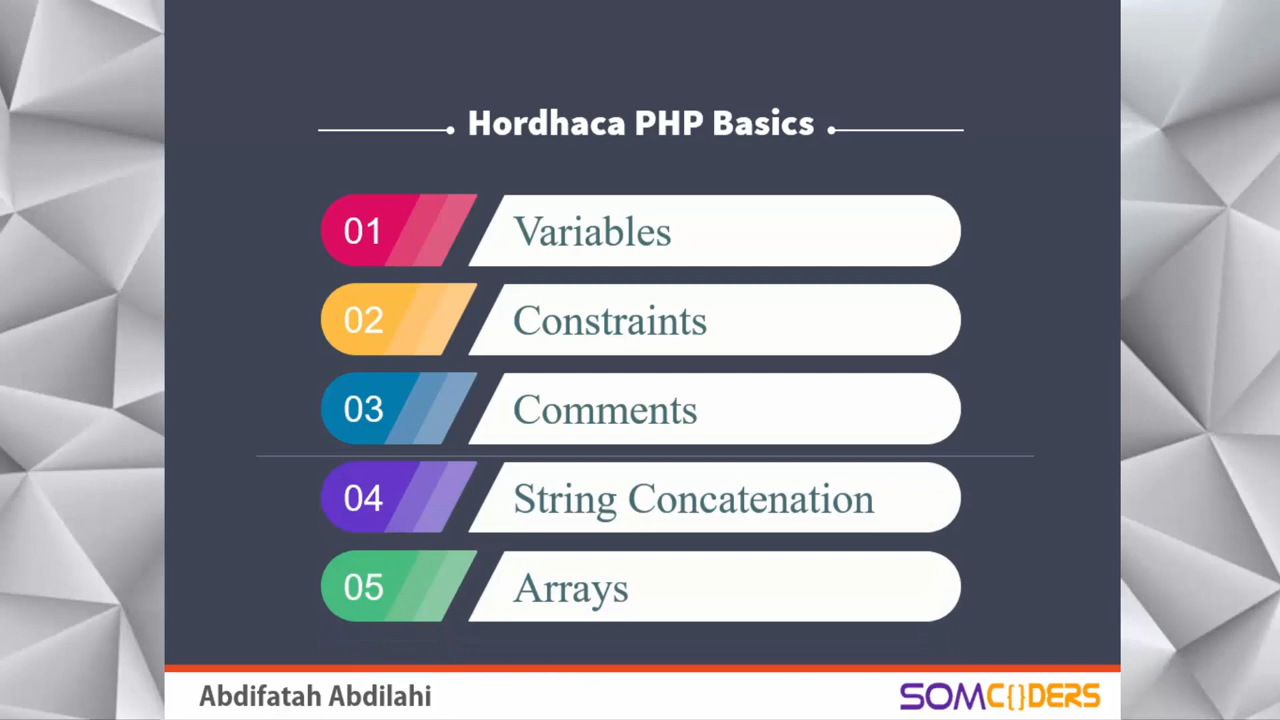 Hordhaca PHP Basics
01 Variables
02 Constraints
03 Comments
04 String Concatenation
05 Arrays
Abdifatah Abdilahi
SOMC{}DERS